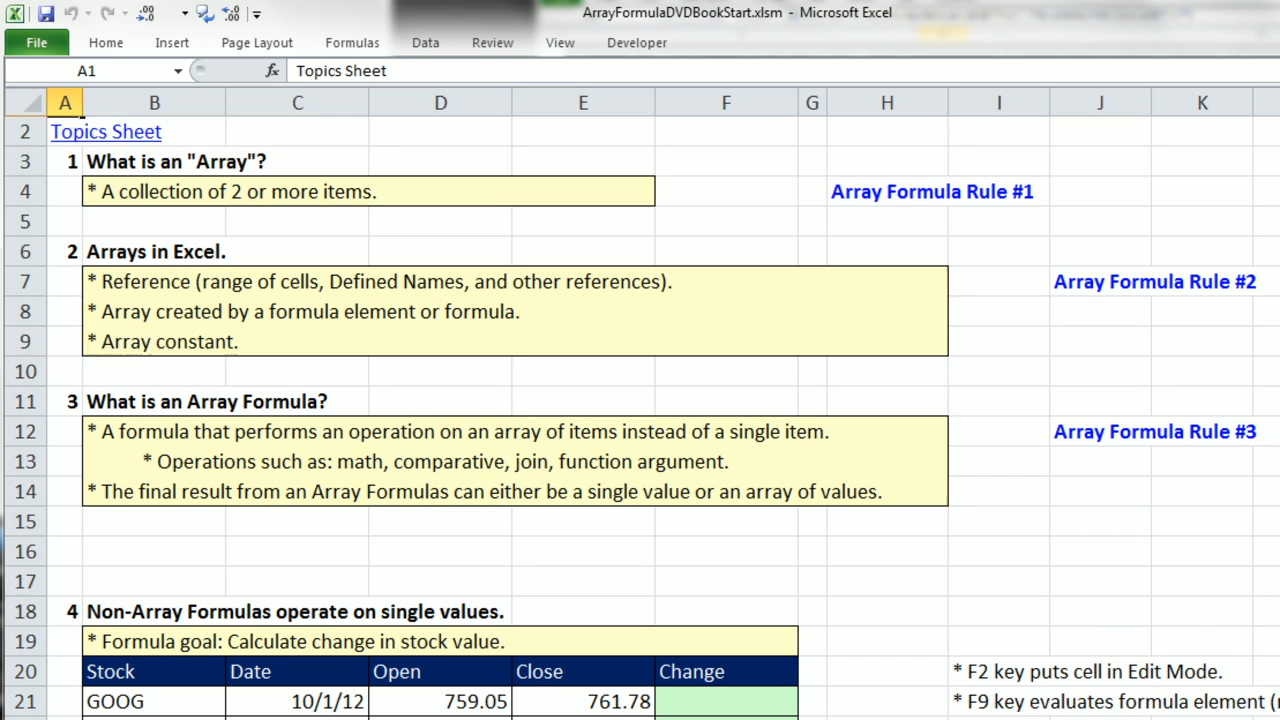 ArrayFormulaDVDBookStart.xlsm - Microsoft Excel
File Home Insert Page Layout Formulas Data Review View Developer
A1 fx Topics Sheet
A B C D E F G H I J K
2 Topics Sheet
3 1 What is an "Array"?
4 * A collection of 2 or more items. Array Formula Rule #1
5
6 2 Arrays in Excel.
7 * Reference (range of cells, Defined Names, and other references). Array Formula Rule #2
8 * Array created by a formula element or formula.
9 * Array constant.
10
11 3 What is an Array Formula?
12 * A formula that performs an operation on an array of items instead of a single item. Array Formula Rule #3
13 * Operations such as: math, comparative, join, function argument.
14 * The final result from an Array Formulas can either be a single value or an array of values.
15
16
17
18 4 Non-Array Formulas operate on single values.
19 * Formula goal: Calculate change in stock value.
20 Stock Date Open Close Change * F2 key puts cell in Edit Mode.
21 GOOG 10/1/12 759.05 761.78 * F9 key evaluates formula element (